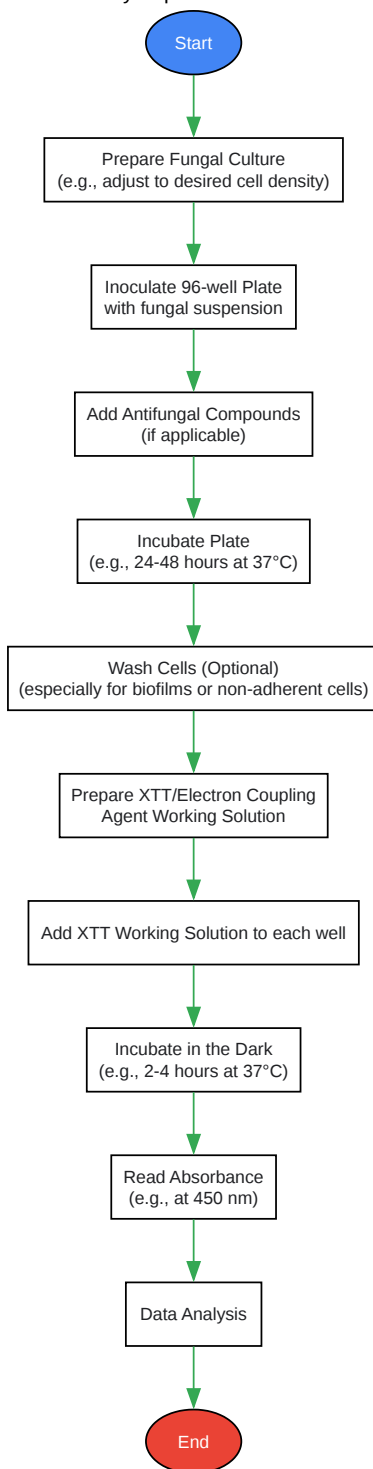 Start
Prepare Fungal Culture
(e.g., adjust to desired cell density)
Inoculate 96-well Plate
with fungal suspension
Add Antifungal Compounds
(if applicable)
Incubate Plate
(e.g., 24-48 hours at 37°C)
Wash Cells (Optional)
(especially for biofilms or non-adherent cells)
Prepare XTT/Electron Coupling
Agent Working Solution
Add XTT Working Solution to each well
Incubate in the Dark
(e.g., 2-4 hours at 37°C)
Read Absorbance
(e.g., at 450 nm)
Data Analysis
End